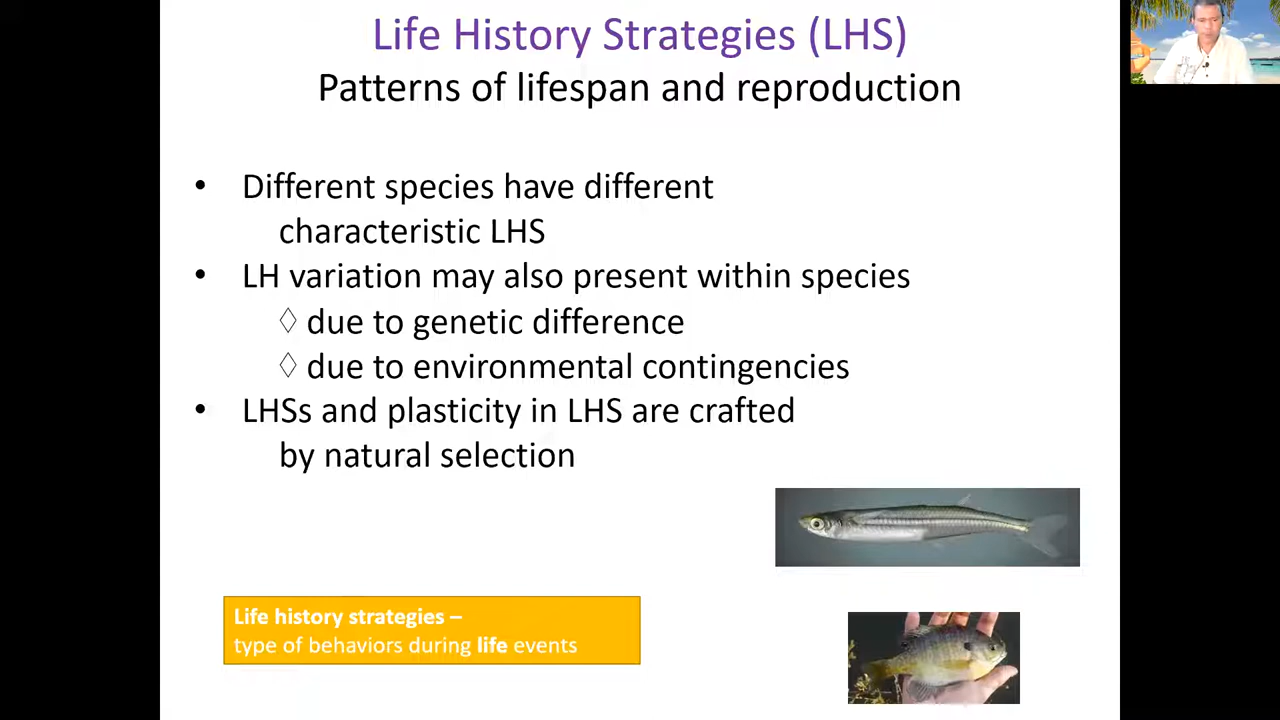 Life History Strategies (LHS)
Patterns of lifespan and reproduction
• Different species have different
characteristic LHS
• LH variation may also present within species
◊ due to genetic difference
◊ due to environmental contingencies
• LHSs and plasticity in LHS are crafted
by natural selection
Life history strategies –
type of behaviors during life events